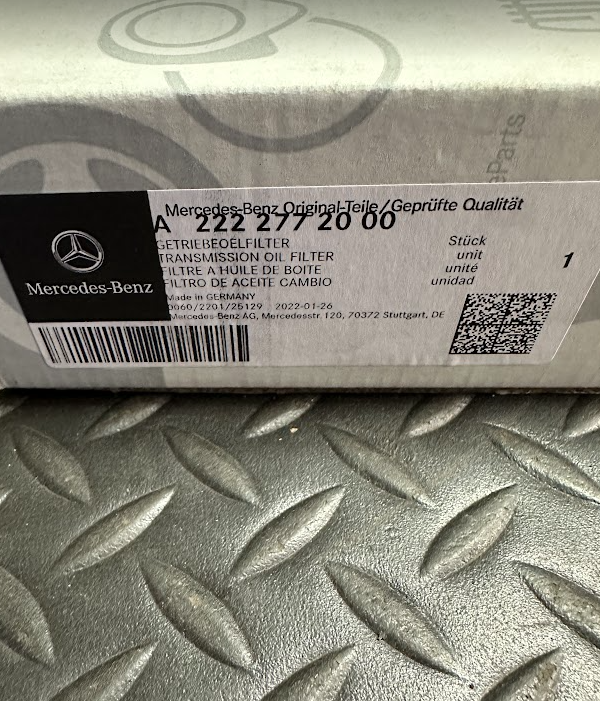 eParts
Mercedes-Benz Original-Teile/Geprüfte Qualität
A 222 277 20 00
GETRIEBEOELFILTER Stück
TRANSMISSION OIL FILTER unit
FILTRE A HUILE DE BOITE unité
FILTRO DE ACEITE CAMBIO unidad
1
Mercedes-Benz
Made in GERMANY
0060/2201/25129 2022-01-26
Mercedes-Benz AG, Mercedesstr. 120, 70372 Stuttgart, DE